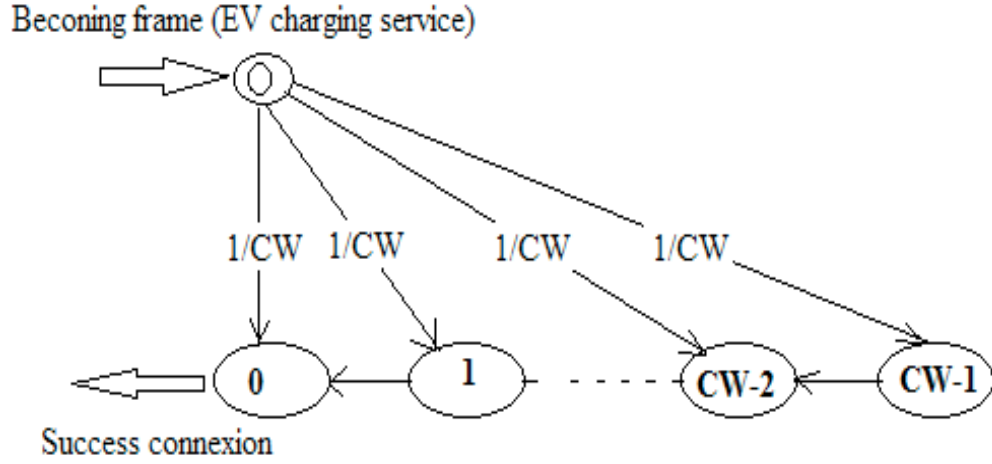 Beconing frame (EV charging service)
0
1/CW 1/CW 1/CW 1/CW
0 1 CW-2 CW-1
Success connexion